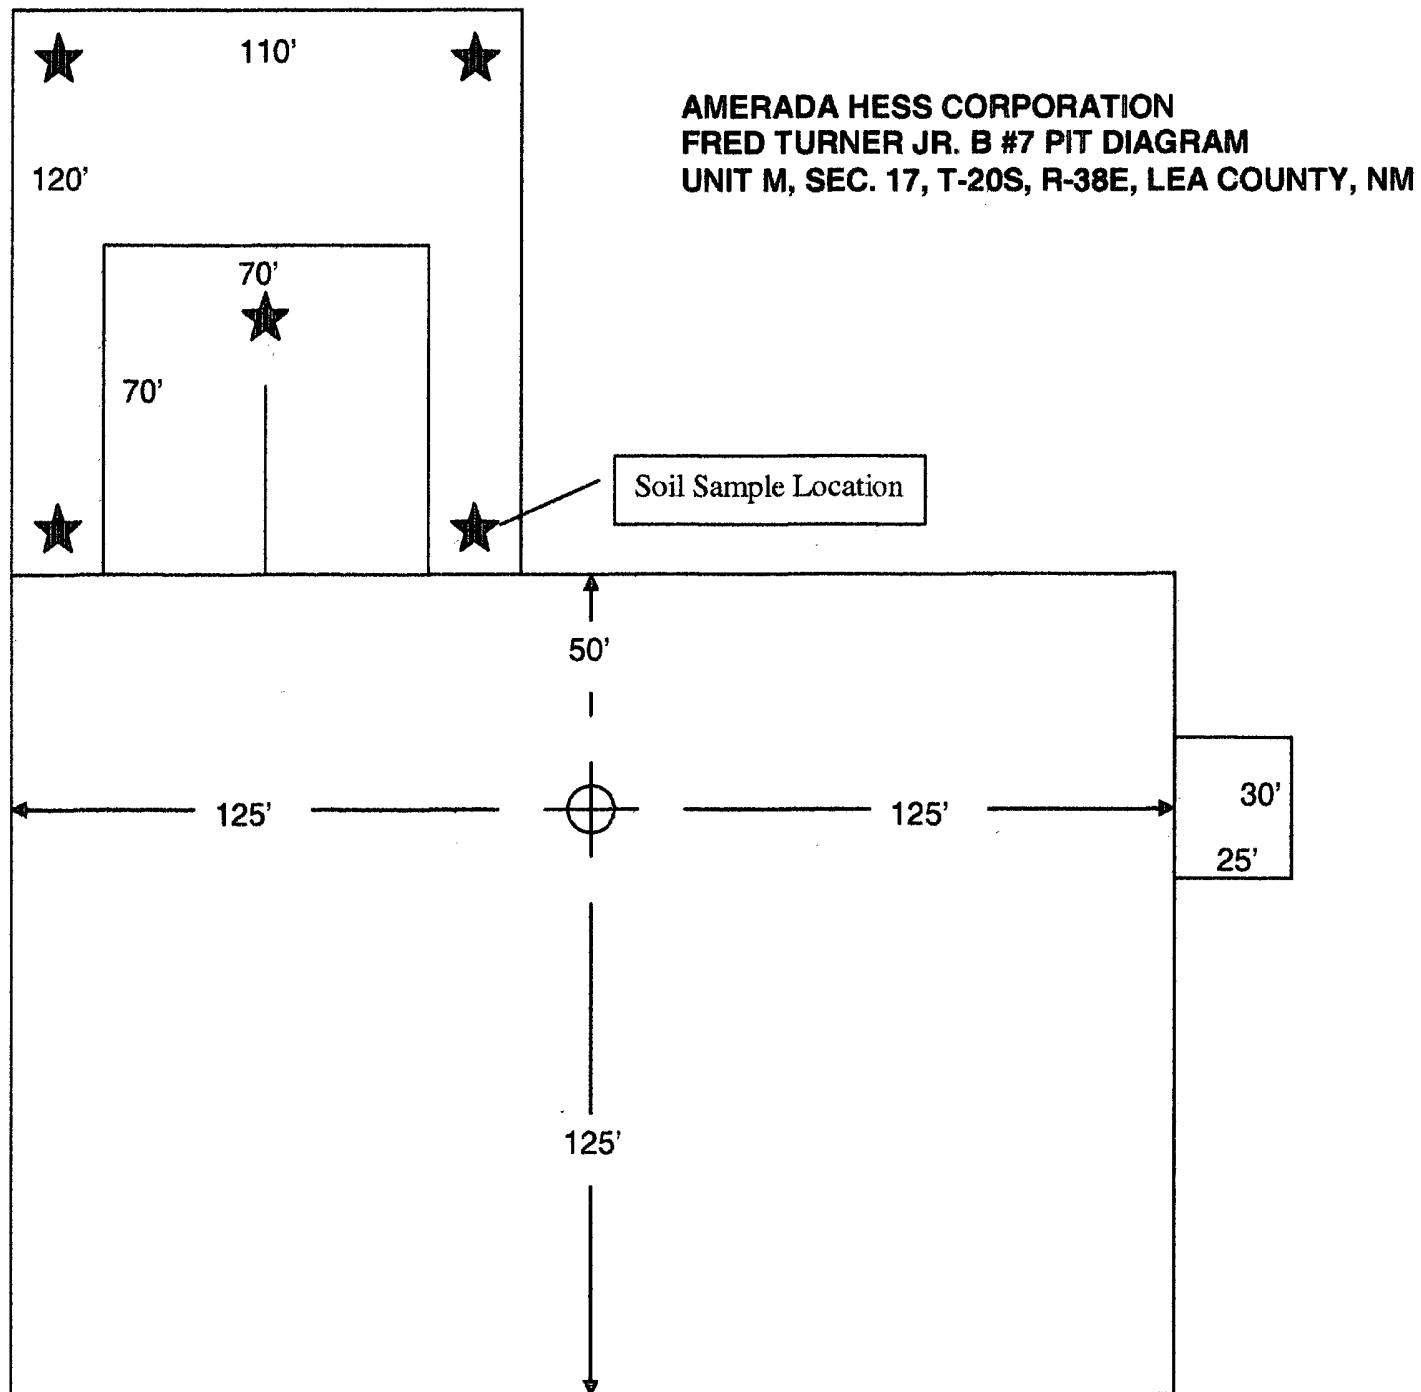 110'
AMERADA HESS CORPORATION
FRED TURNER JR. B #7 PIT DIAGRAM
UNIT M, SEC. 17, T-20S, R-38E, LEA COUNTY, NM
120'
70'
70'
Soil Sample Location
50'
125'
125'
30'
25'
125'